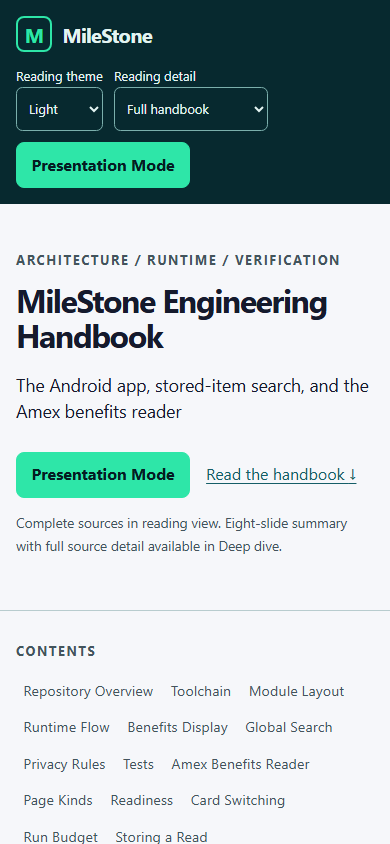 M MileStone
Reading theme Reading detail
Light Full handbook
Presentation Mode
ARCHITECTURE / RUNTIME / VERIFICATION
MileStone Engineering
Handbook
The Android app, stored-item search, and the
Amex benefits reader
Presentation Mode Read the handbook ↓
Complete sources in reading view. Eight-slide summary
with full source detail available in Deep dive.
CONTENTS
Repository Overview Toolchain Module Layout
Runtime Flow Benefits Display Global Search
Privacy Rules Tests Amex Benefits Reader
Page Kinds Readiness Card Switching
Run Budget Storing a Read